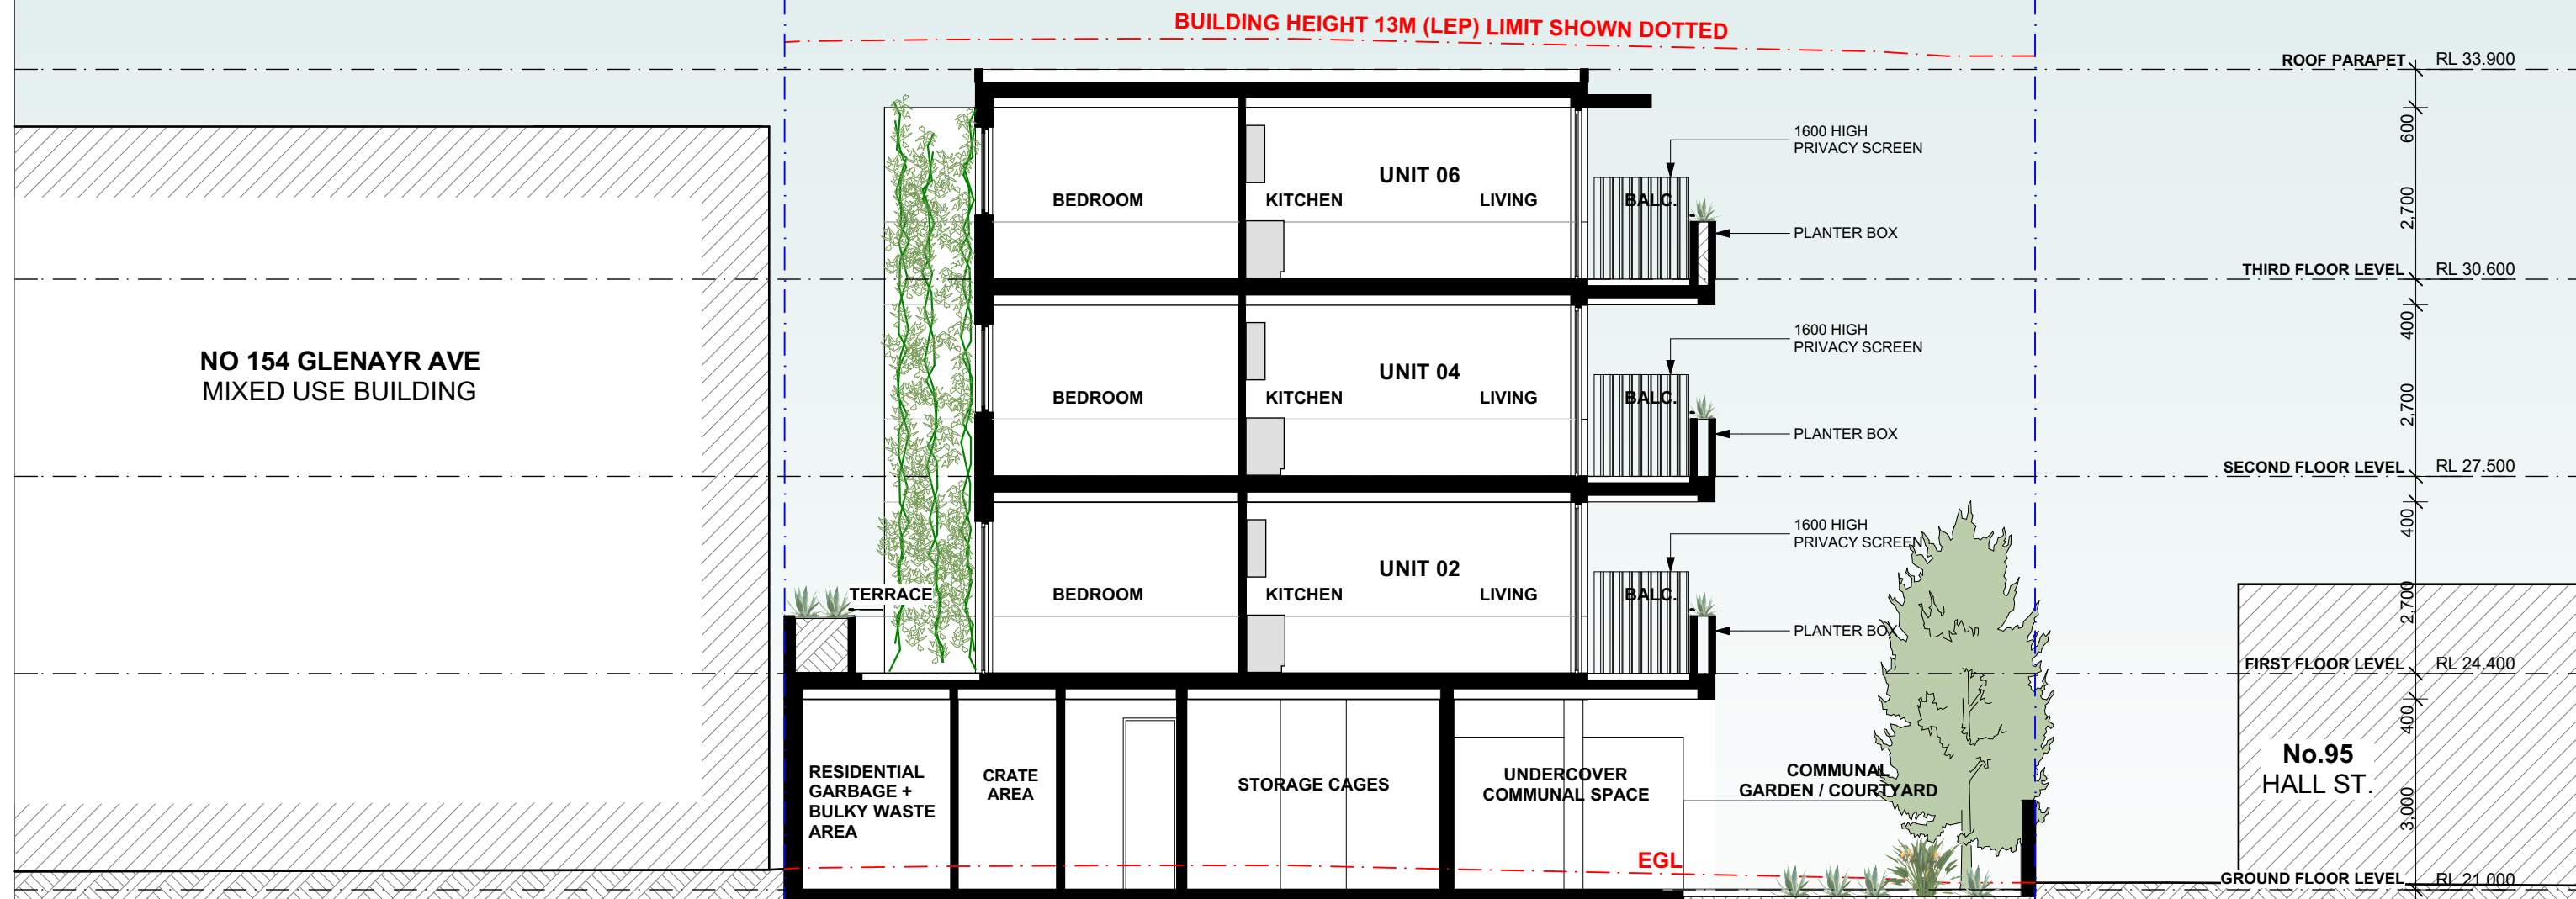 BUILDING HEIGHT 13M (LEP) LIMIT SHOWN DOTTED
ROOF PARAPET RL 33.900
600
1600 HIGH
PRIVACY SCREEN
UNIT 06
BEDROOM KITCHEN LIVING BALC.
2,700
PLANTER BOX
THIRD FLOOR LEVEL RL 30.600
400
1600 HIGH
PRIVACY SCREEN
NO 154 GLENAYR AVE
MIXED USE BUILDING
UNIT 04
BEDROOM KITCHEN LIVING BALC.
2,700
PLANTER BOX
SECOND FLOOR LEVEL RL 27.500
400
1600 HIGH
PRIVACY SCREEN
UNIT 02
TERRACE BEDROOM KITCHEN LIVING BALC.
2,700
PLANTER BOX
FIRST FLOOR LEVEL RL 24.400
400
RESIDENTIAL
GARBAGE +
BULKY WASTE
AREA
CRATE
AREA
STORAGE CAGES
UNDERCOVER
COMMUNAL SPACE
COMMUNAL
GARDEN / COURTYARD
No.95
HALL ST.
3,000
EGL
GROUND FLOOR LEVEL RL 21.000